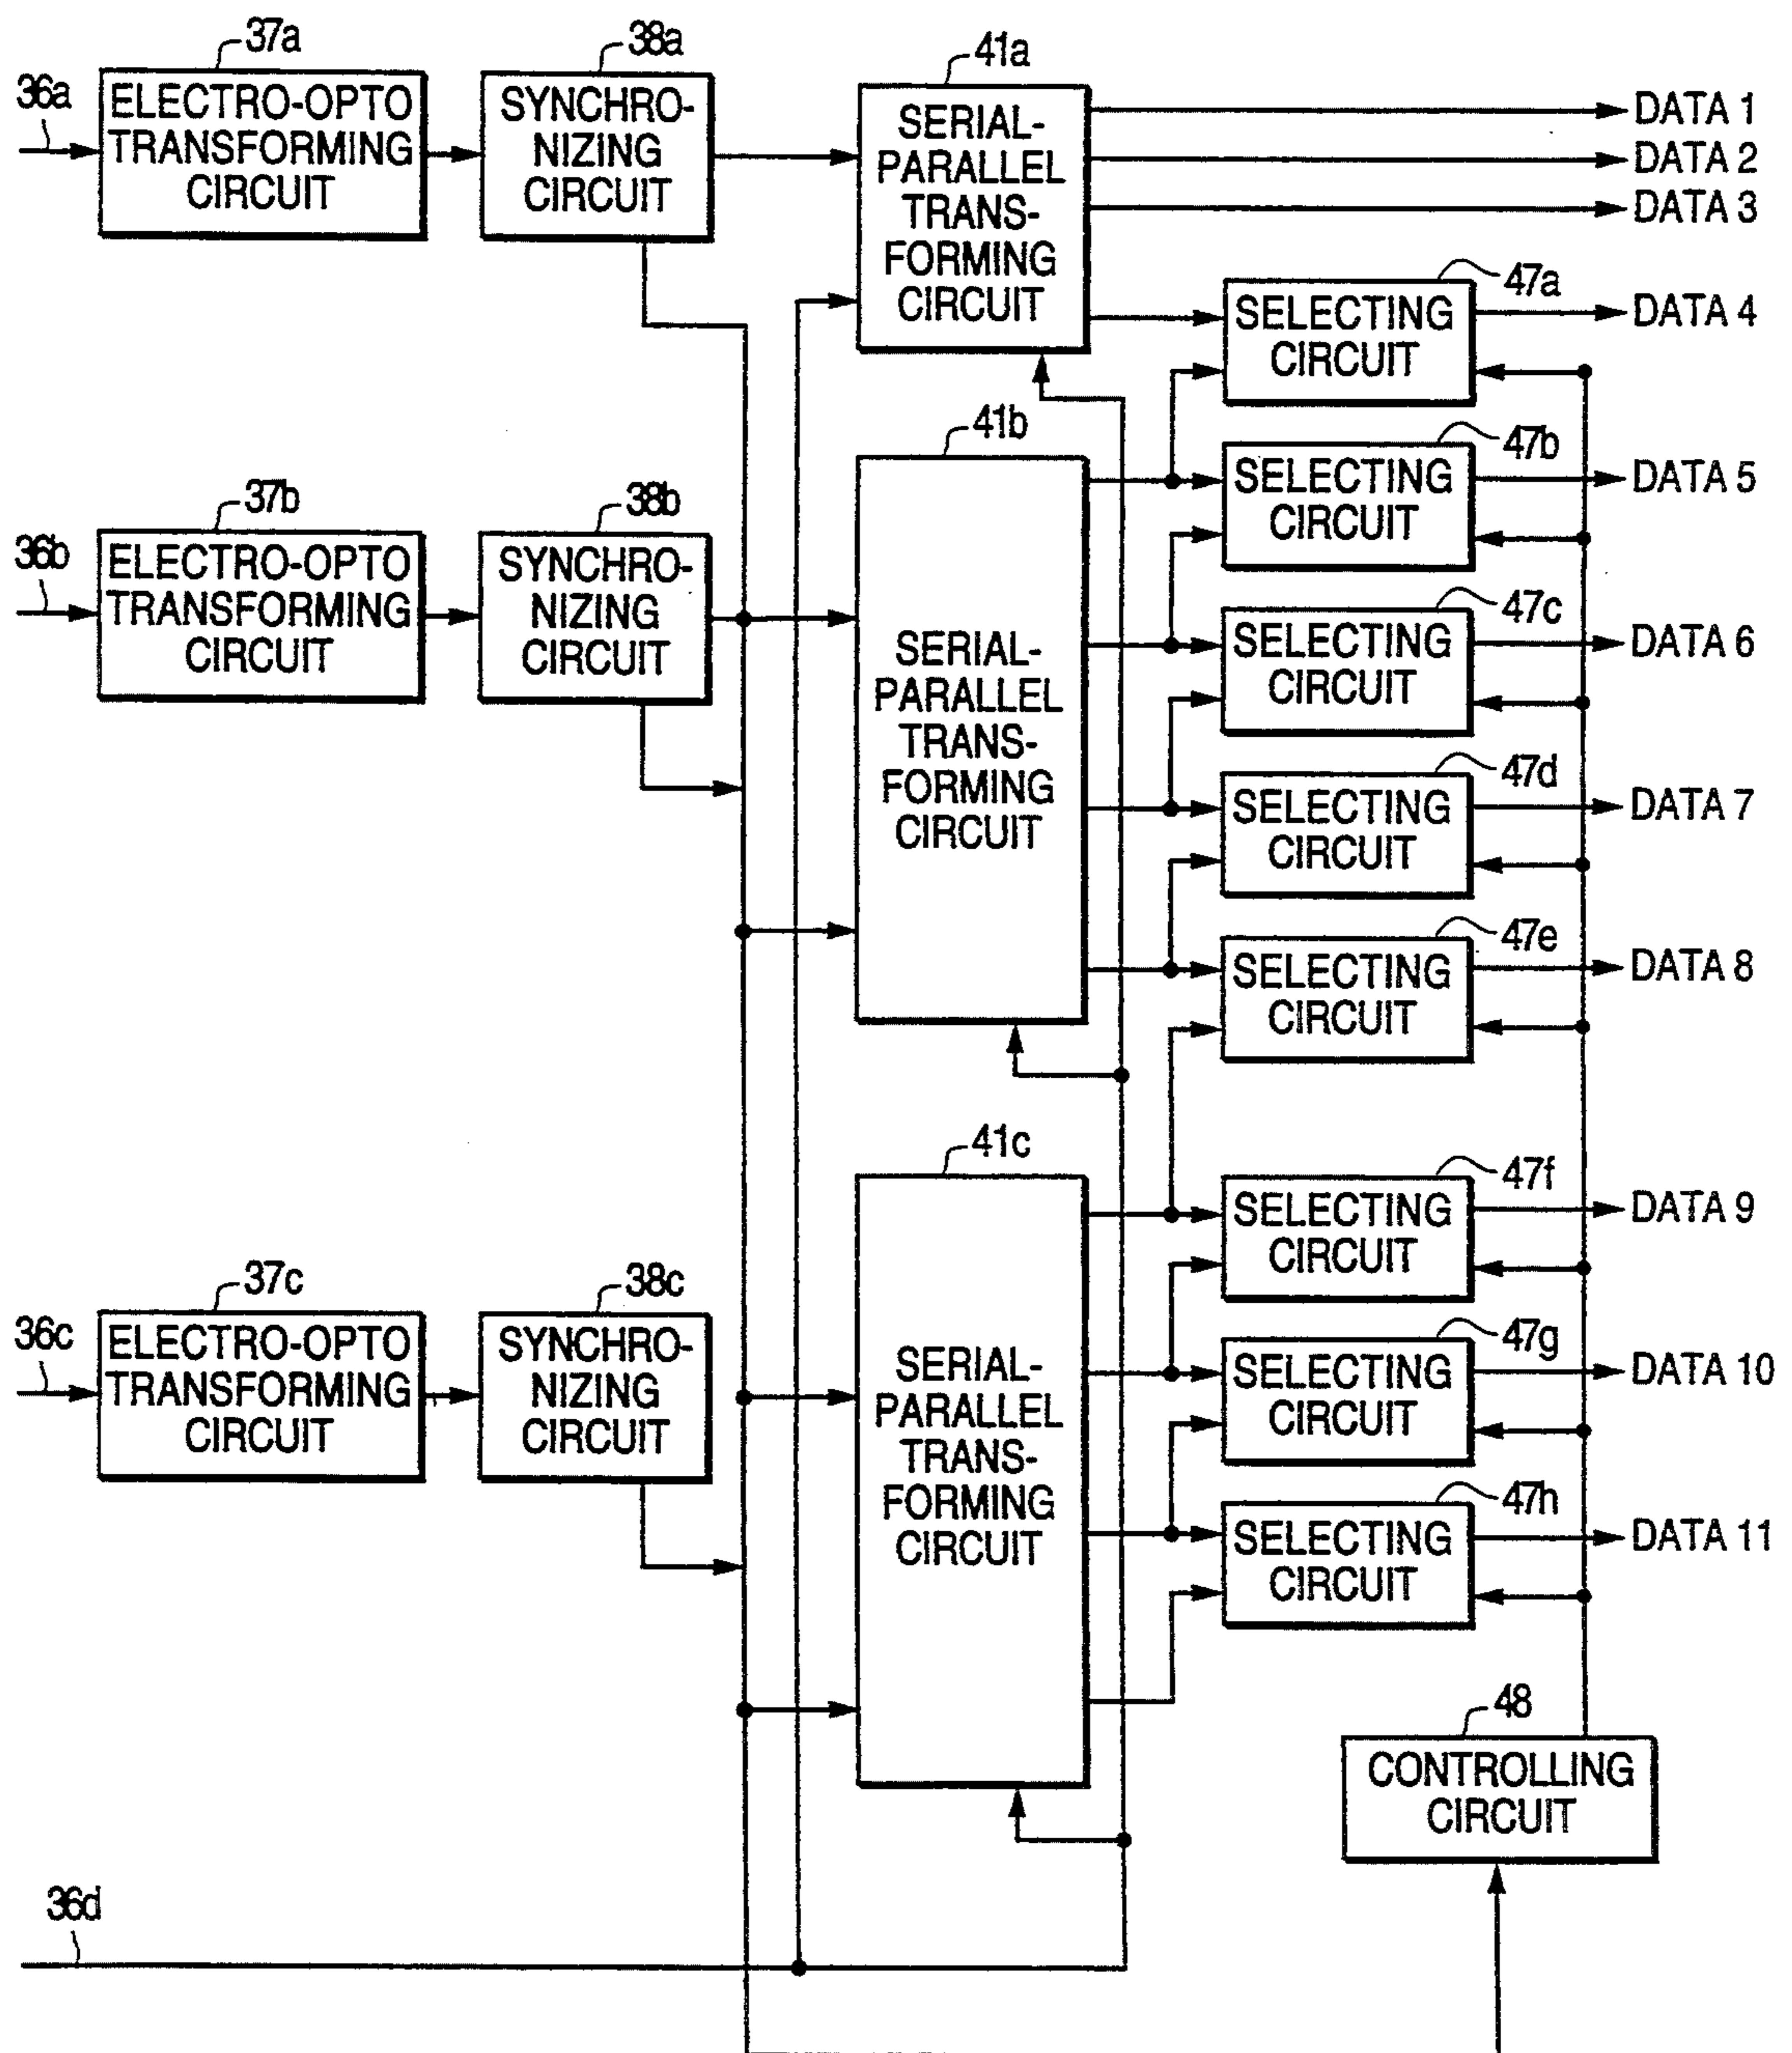 37a
36a
ELECTRO-OPTO
TRANSFORMING
CIRCUIT
38a
SYNCHRO-
NIZING
CIRCUIT
41a
SERIAL-
PARALLEL
TRANS-
FORMING
CIRCUIT
DATA 1
DATA 2
DATA 3
47a
SELECTING
CIRCUIT
DATA 4
37b
36b
ELECTRO-OPTO
TRANSFORMING
CIRCUIT
38b
SYNCHRO-
NIZING
CIRCUIT
41b
SERIAL-
PARALLEL
TRANS-
FORMING
CIRCUIT
47b
SELECTING
CIRCUIT
DATA 5
47c
SELECTING
CIRCUIT
DATA 6
47d
SELECTING
CIRCUIT
DATA 7
47e
SELECTING
CIRCUIT
DATA 8
37c
36c
ELECTRO-OPTO
TRANSFORMING
CIRCUIT
38c
SYNCHRO-
NIZING
CIRCUIT
41c
SERIAL-
PARALLEL
TRANS-
FORMING
CIRCUIT
47f
SELECTING
CIRCUIT
DATA 9
47g
SELECTING
CIRCUIT
DATA 10
47h
SELECTING
CIRCUIT
DATA 11
48
CONTROLLING
CIRCUIT
36d